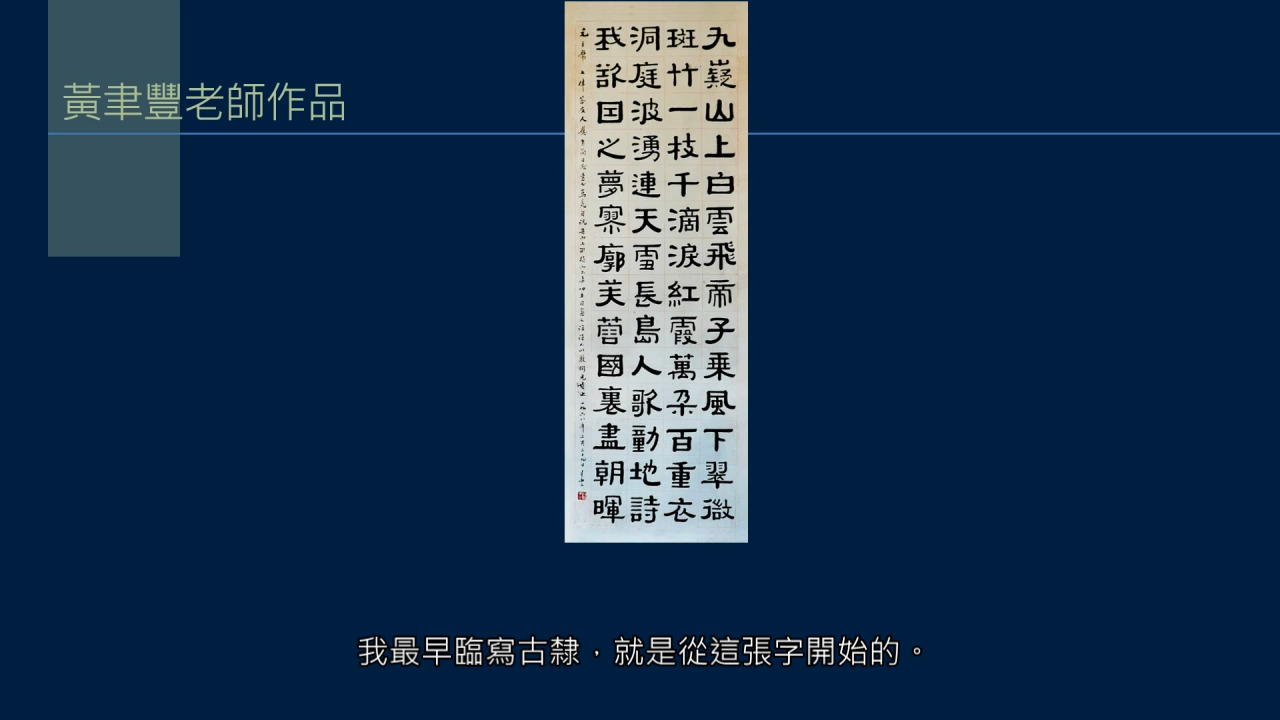 黃聿豐老師作品
九嶷山上白雲飛帝子乘風下翠微
斑竹一枝千滴淚紅霞萬朵百重衣
洞庭波湧連天雪長島人歌動地詩
我欲因之夢寥廓芙蓉國裏盡朝暉
我最早臨寫古隸，就是從這張字開始的。